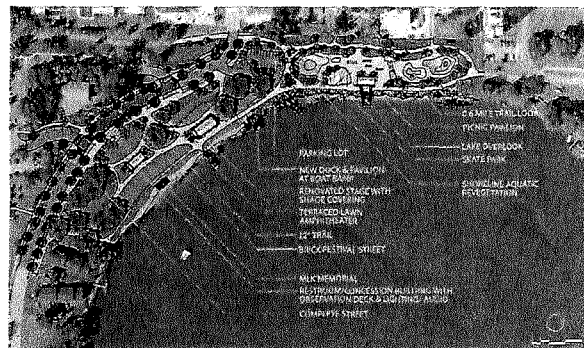 0.6 MILE TRAIL LOOP
PICNIC PAVILION
LAKE OVERLOOK
SKATE PARK
SHORELINE AQUATIC
REVEGETATION
PARKING LOT
NEW DOCK & PAVILION
AT BOAT RAMP
RENOVATED STAGE WITH
SHADE COVERING
TERRACED LAWN
AMPHITHEATER
12' TRAIL
BRICK FESTIVAL STREET
MLK MEMORIAL
RESTROOM/CONCESSION BUILDING WITH
OBSERVATION DECK & LIGHTING/AUDIO
COMPLETE STREET